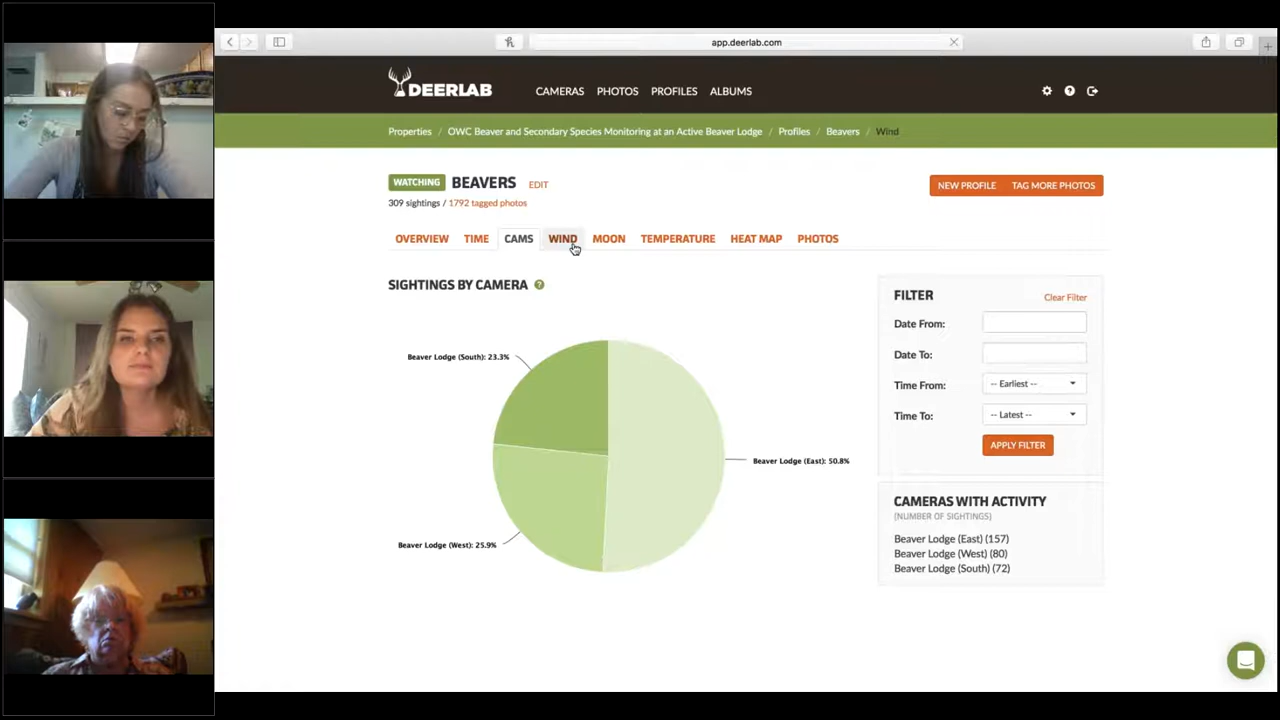 app.deerlab.com
DEERLAB CAMERAS PHOTOS PROFILES ALBUMS
Properties / OWC Beaver and Secondary Species Monitoring at an Active Beaver Lodge / Profiles / Beavers / Wind
WATCHING BEAVERS EDIT
NEW PROFILE TAG MORE PHOTOS
309 sightings / 1792 tagged photos
OVERVIEW TIME CAMS WIND MOON TEMPERATURE HEAT MAP PHOTOS
SIGHTINGS BY CAMERA ?
Beaver Lodge (South): 23.3%
Beaver Lodge (East): 50.8%
Beaver Lodge (West): 25.9%
FILTER Clear Filter
Date From:
Date To:
Time From: -- Earliest --
Time To: -- Latest --
APPLY FILTER
CAMERAS WITH ACTIVITY
(NUMBER OF SIGHTINGS)
Beaver Lodge (East) (157)
Beaver Lodge (West) (80)
Beaver Lodge (South) (72)